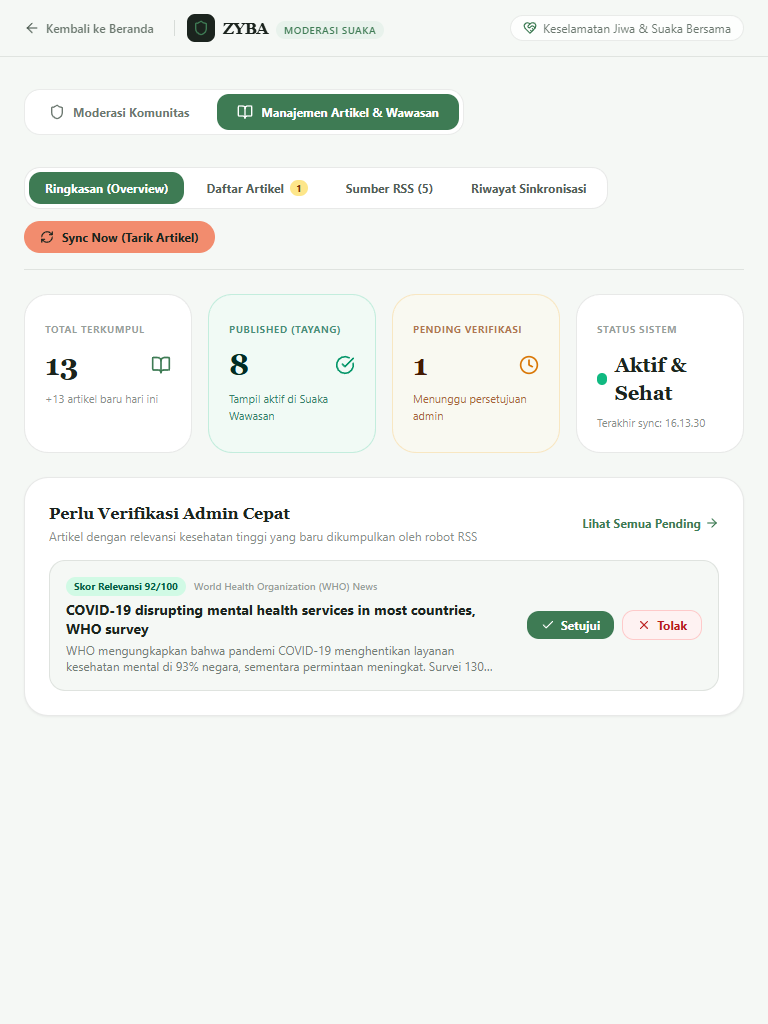 Kembali ke Beranda
ZYBA
MODERASI SUAKA
Keselamatan Jiwa & Suaka Bersama
Moderasi Komunitas
Manajemen Artikel & Wawasan
Ringkasan (Overview)
Daftar Artikel 1
Sumber RSS (5)
Riwayat Sinkronisasi
Sync Now (Tarik Artikel)
TOTAL TERKUMPUL
13
+13 artikel baru hari ini
PUBLISHED (TAYANG)
8
Tampil aktif di Suaka
Wawasan
PENDING VERIFIKASI
1
Menunggu persetujuan
admin
STATUS SISTEM
Aktif &
Sehat
Terakhir sync: 16.13.30
Perlu Verifikasi Admin Cepat
Artikel dengan relevansi kesehatan tinggi yang baru dikumpulkan oleh robot RSS
Lihat Semua Pending
Skor Relevansi 92/100
World Health Organization (WHO) News
COVID-19 disrupting mental health services in most countries,
WHO survey
WHO mengungkapkan bahwa pandemi COVID-19 menghentikan layanan
kesehatan mental di 93% negara, sementara permintaan meningkat. Survei 130...
Setujui
Tolak